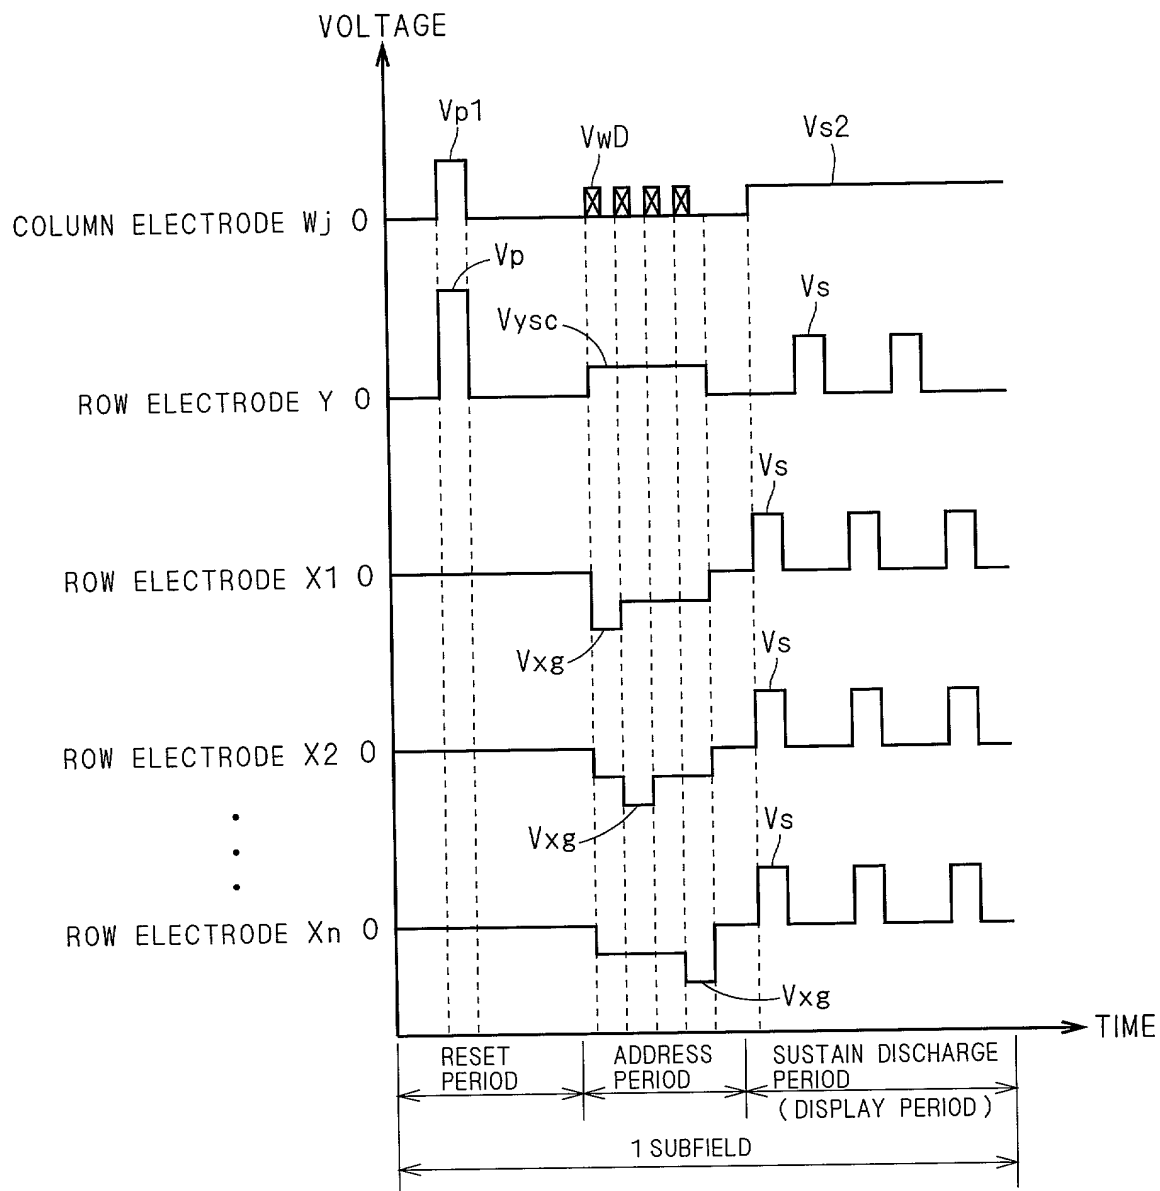 VOLTAGE
Vp1
VwD
Vs2
COLUMN ELECTRODE Wj 0
Vp
Vysc
Vs
ROW ELECTRODE Y 0
Vs
ROW ELECTRODE X1 0
Vxg
Vs
ROW ELECTRODE X2 0
Vxg
Vs
ROW ELECTRODE Xn 0
Vxg
TIME
RESET PERIOD
ADDRESS PERIOD
SUSTAIN DISCHARGE PERIOD
(DISPLAY PERIOD)
1 SUBFIELD